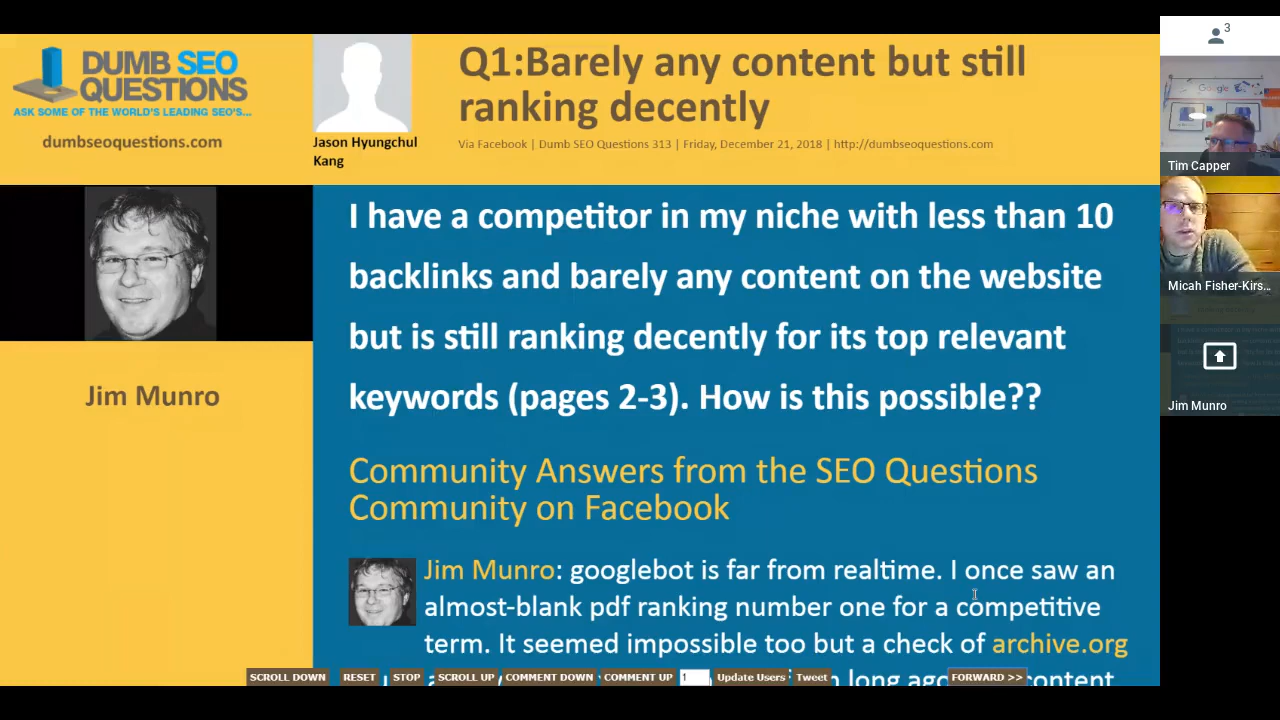 DUMB SEO
QUESTIONS
ASK SOME OF THE WORLD'S LEADING SEO'S...
dumbseoquestions.com
Jason Hyungchul
Kang
Q1:Barely any content but still
ranking decently
Via Facebook | Dumb SEO Questions 313 | Friday, December 21, 2018 | http://dumbseoquestions.com
Jim Munro
I have a competitor in my niche with less than 10
backlinks and barely any content on the website
but is still ranking decently for its top relevant
keywords (pages 2-3). How is this possible??
Community Answers from the SEO Questions
Community on Facebook
Jim Munro: googlebot is far from realtime. I once saw an
almost-blank pdf ranking number one for a competitive
term. It seemed impossible too but a check of archive.org
long ago content
SCROLL DOWN RESET STOP SCROLL UP COMMENT DOWN COMMENT UP 1 Update Users Tweet FORWARD >>
3
Google
Tim Capper
Micah Fisher-Kirs...
Jim Munro